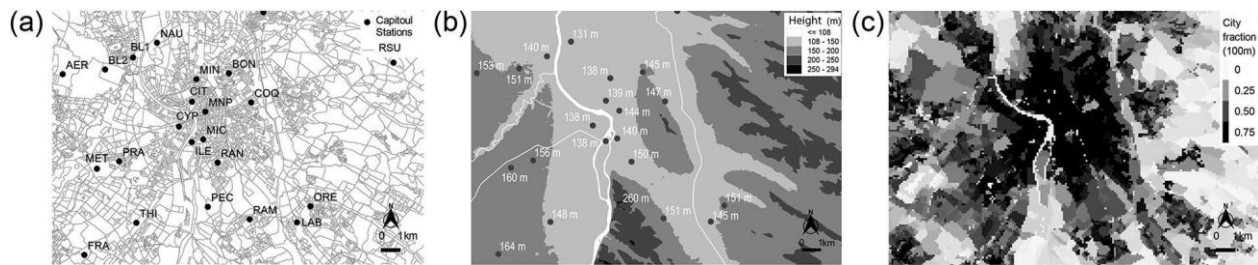 (a)
Capitoul
Stations
RSU
NAU
BL1
BL2
AER
MIN
BON
CIT
MNP
COQ
CYP
MIC
ILE
MET
PRA
RAN
PEC
ORE
RAM
LAB
THI
FRA
N
0 1km
(b)
Height (m)
<= 108
108 - 150
150 - 200
200 - 250
250 - 294
131 m
140 m
153 m
151 m
138 m
145 m
139 m
147 m
144 m
138 m
140 m
138 m
156 m
150 m
160 m
260 m
151 m
151 m
148 m
145 m
164 m
N
0 1km
(c)
City
fraction
(100m)
0
0.25
0.50
0.75
N
0 1km